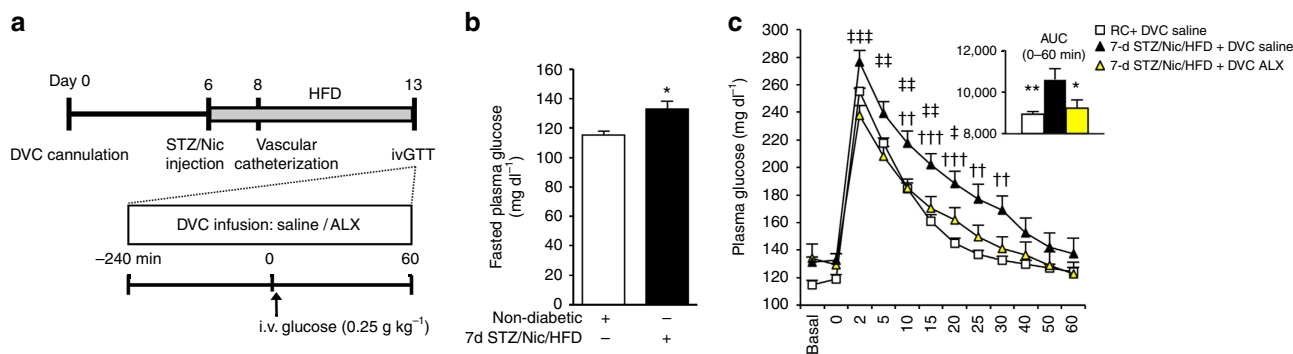 a
Day 0
6
8
HFD
13
DVC cannulation
STZ/Nic
injection
Vascular
catheterization
ivGTT
DVC infusion: saline / ALX
–240 min
0
60
i.v. glucose (0.25 g kg⁻¹)
b
Fasted plasma glucose
(mg dl⁻¹)
160
140
120
100
80
60
40
20
0
*
Non-diabetic + –
7d STZ/Nic/HFD – +
c
Plasma glucose (mg dl⁻¹)
300
280
260
240
220
200
180
160
140
120
100
‡‡‡
‡‡
‡‡
††
‡‡
†††
‡
†††
††
††
Basal
0
2
5
10
15
20
25
30
40
50
60
AUC
(0–60 min)
12,000
10,000
8,000
**
*
RC+ DVC saline
7-d STZ/Nic/HFD + DVC saline
7-d STZ/Nic/HFD + DVC ALX